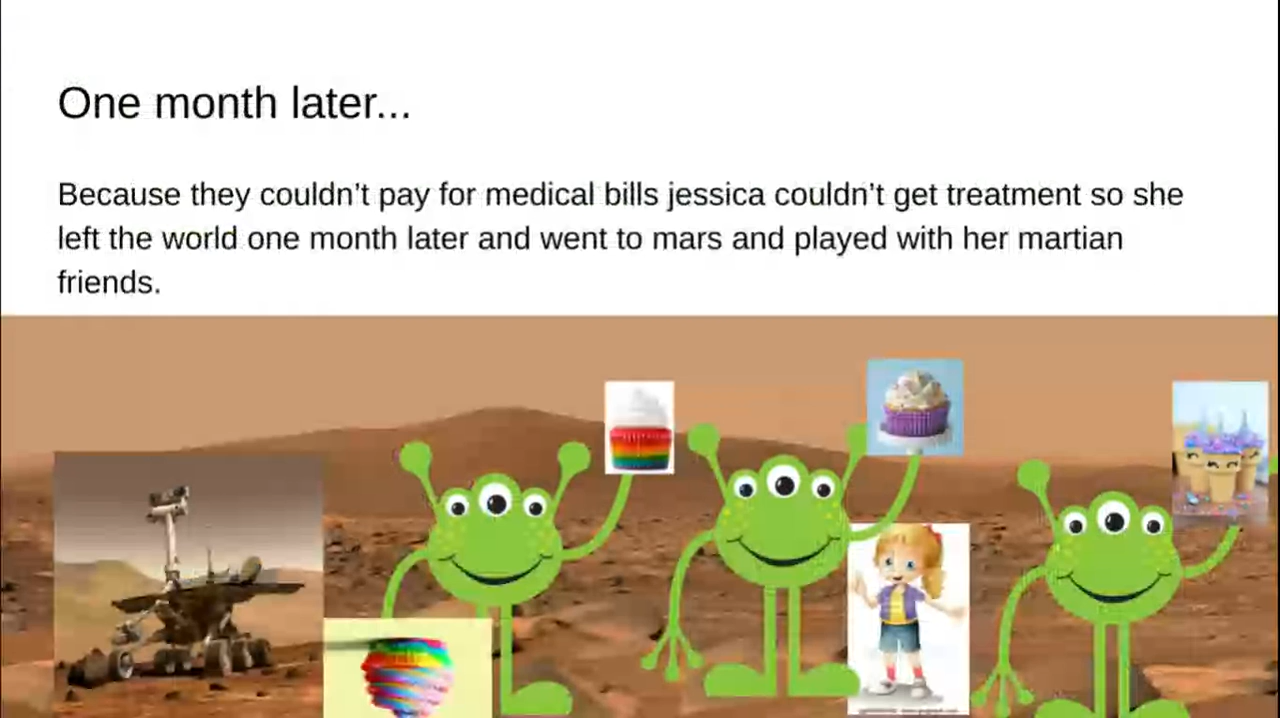 One month later...
Because they couldn’t pay for medical bills jessica couldn’t get treatment so she
left the world one month later and went to mars and played with her martian
friends.